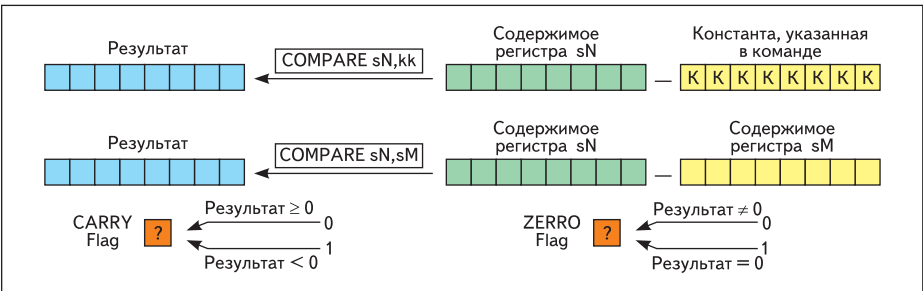 Результат
COMPARE sN,kk
Содержимое
регистра sN
Константа, указанная
в команде
— K K K K K K K K
Результат
COMPARE sN,sM
Содержимое
регистра sN
Содержимое
регистра sM
—
CARRY
Flag
?
Результат ≥ 0
0
1
Результат < 0
ZERRO
Flag
?
Результат ≠ 0
0
1
Результат = 0